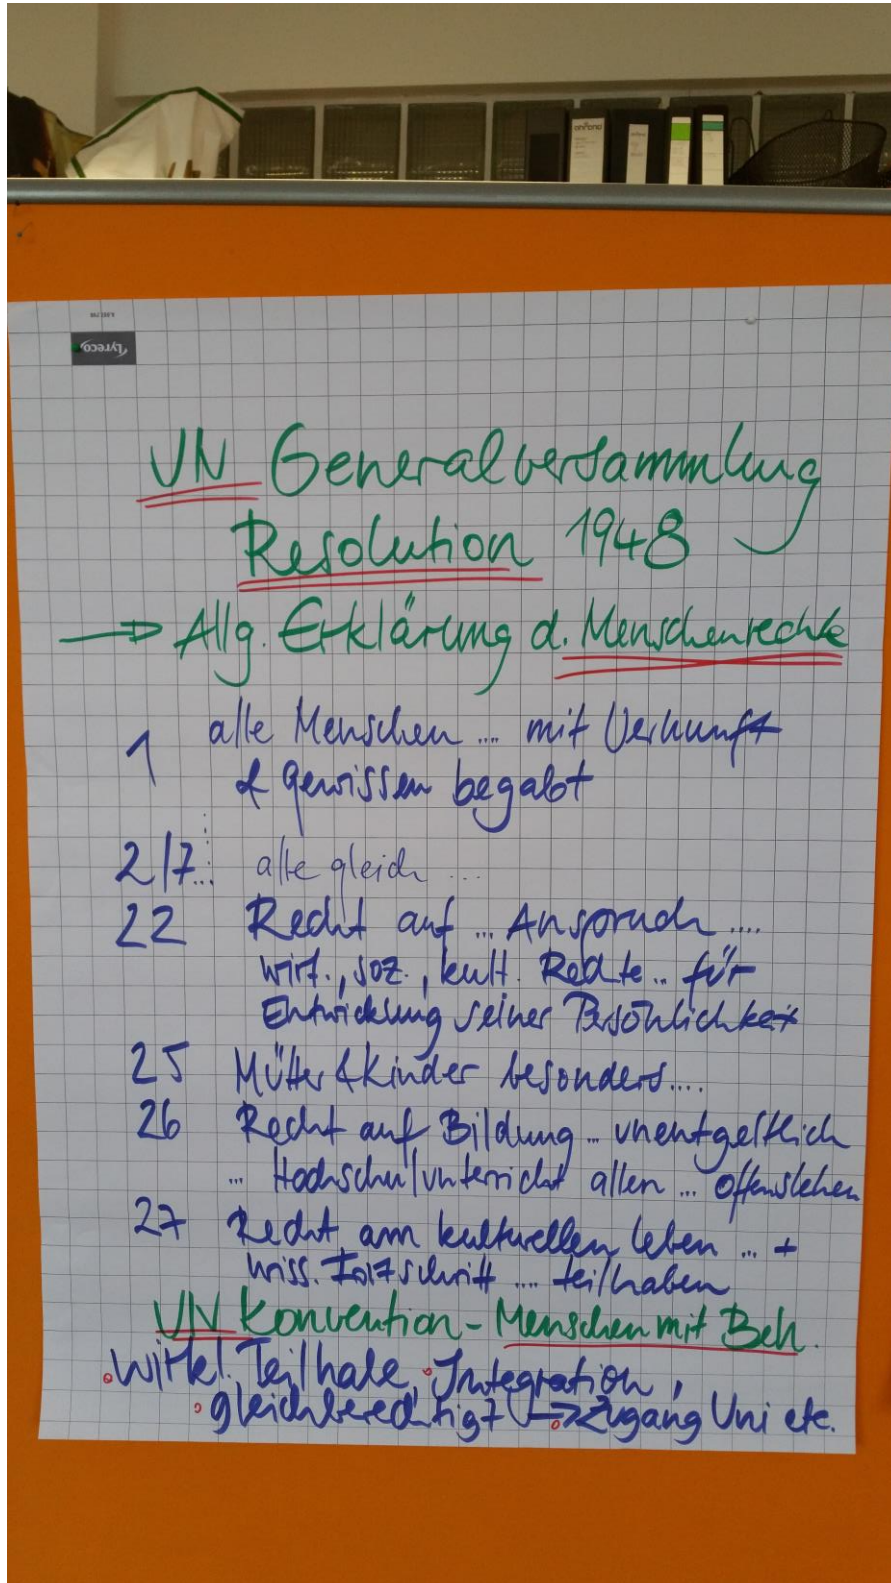 Lyreco
UN Generalversammlung
Resolution 1948
→ Allg. Erklärung d. Menschenrechte
1 alle Menschen ... mit Vernunft
& Gewissen begabt
2/7... alle gleich ...
22 Recht auf ... Anspruch ....
wirt., soz., kult. Rechte .. für
Entwicklung seiner Persönlichkeit
25 Mütter & Kinder besonders....
26 Recht auf Bildung ... unentgeltlich
... Hochschulunterricht allen ... offenstehen
27 Recht am kulturellen Leben ... +
wiss. Fortschritt .... teilhaben
UN Konvention - Menschen mit Beh.
• Wirkl. Teilhabe, • Integration,
• gleichberechtigt → Zugang Uni etc.